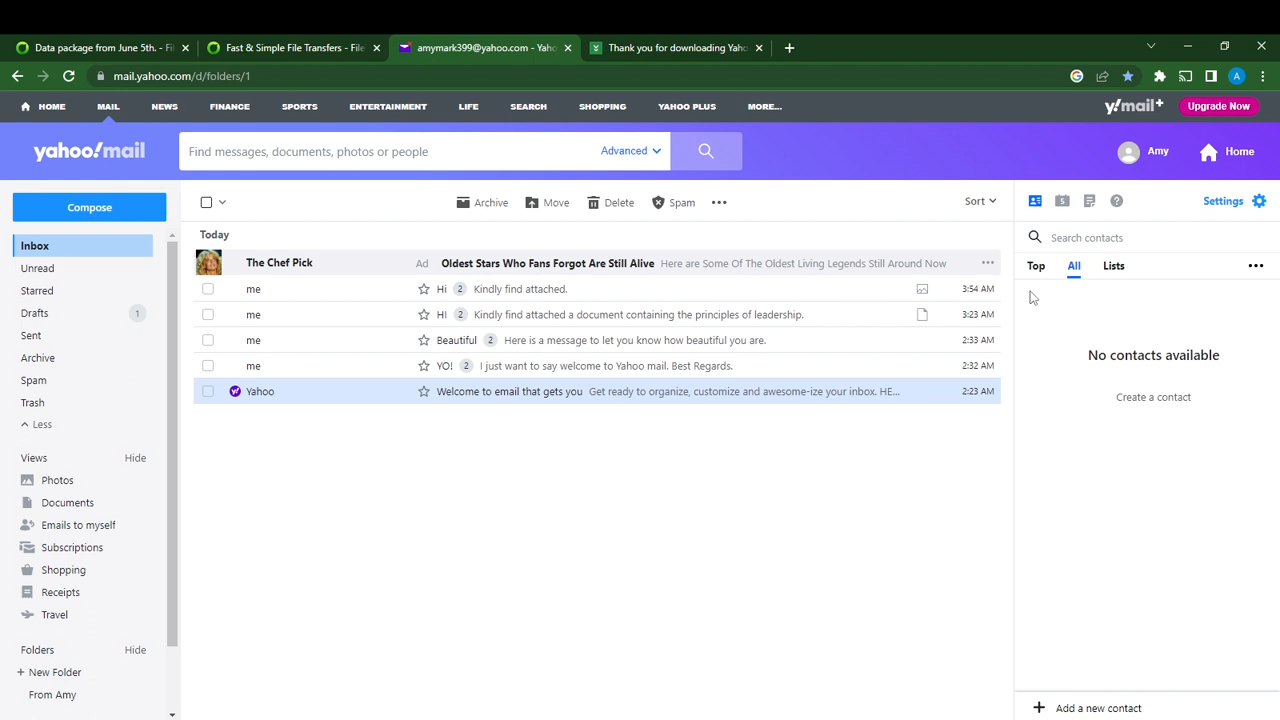 Data package from June 5th. - Fi
Fast & Simple File Transfers - File
amymark399@yahoo.com - Yaho
Thank you for downloading Yaho
mail.yahoo.com/d/folders/1
A
HOME
MAIL
NEWS
FINANCE
SPORTS
ENTERTAINMENT
LIFE
SEARCH
SHOPPING
YAHOO PLUS
MORE...
y!mail+
Upgrade Now
yahoo!mail
Find messages, documents, photos or people
Advanced
Amy
Home
Compose
Archive
Move
Delete
Spam
Sort
Settings
Inbox
Unread
Starred
Drafts 1
Sent
Archive
Spam
Trash
Less
Views Hide
Photos
Documents
Emails to myself
Subscriptions
Shopping
Receipts
Travel
Folders Hide
+ New Folder
From Amy
Today
The Chef Pick Ad Oldest Stars Who Fans Forgot Are Still Alive Here are Some Of The Oldest Living Legends Still Around Now
me Hi 2 Kindly find attached. 3:54 AM
me HI 2 Kindly find attached a document containing the principles of leadership. 3:23 AM
me Beautiful 2 Here is a message to let you know how beautiful you are. 2:33 AM
me YO! 2 I just want to say welcome to Yahoo mail. Best Regards. 2:32 AM
Yahoo Welcome to email that gets you Get ready to organize, customize and awesome-ize your inbox. HE... 2:23 AM
Search contacts
Top
All
Lists
No contacts available
Create a contact
+ Add a new contact